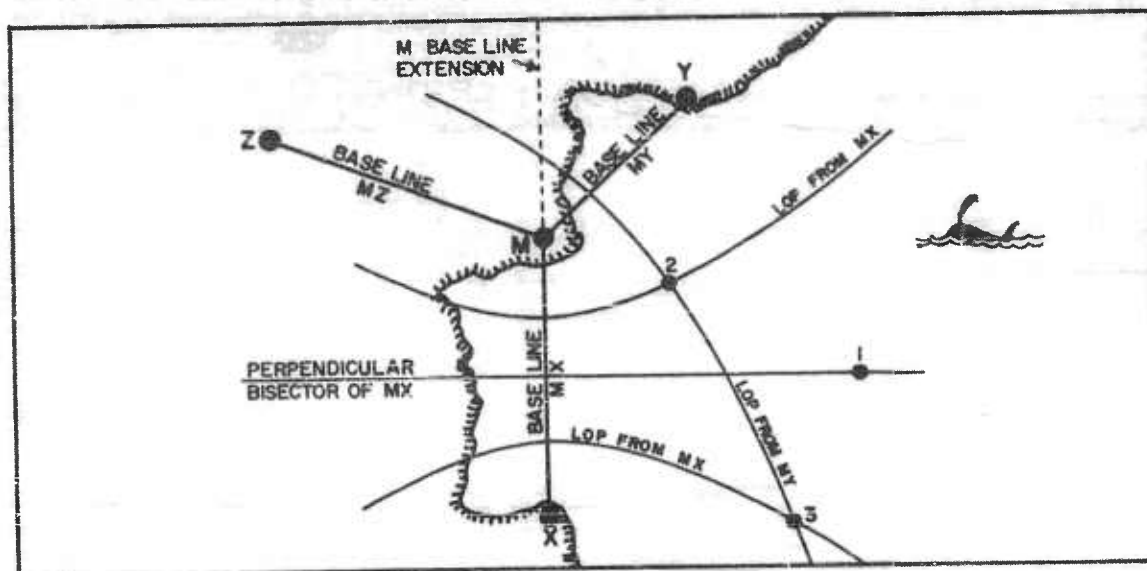 M BASE LINE
EXTENSION
Y
Z
BASE LINE
MZ
BASE LINE
MY
LOP FROM MX
M
2
1
PERPENDICULAR
BISECTOR OF MX
BASE LINE
MX
LOP FROM MY
LOP FROM MX
3
X